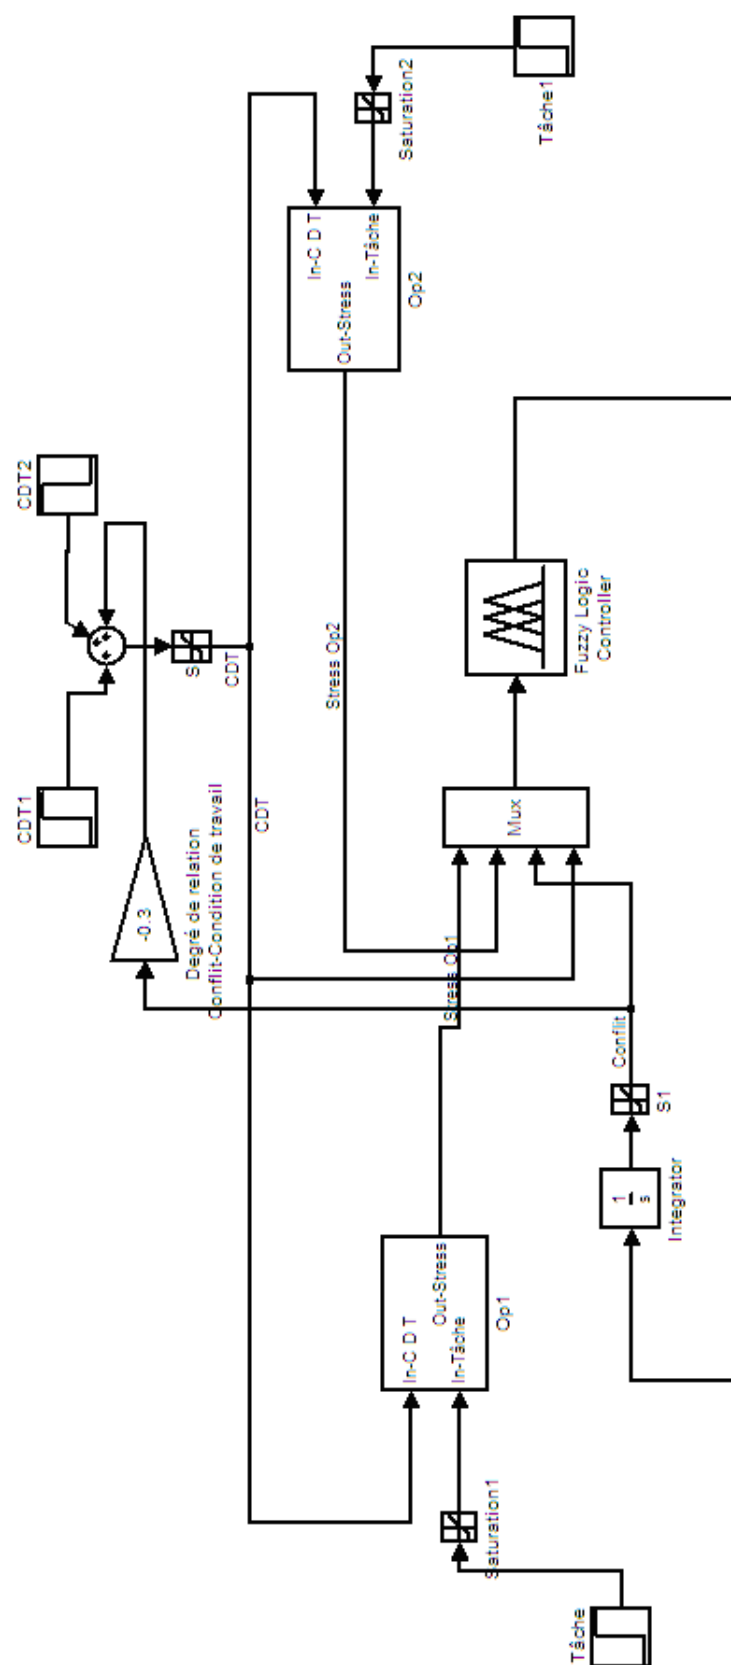 CDT1
CDT2
-0.3
Degré de relation
Conflit-Condition de travail
S
CDT
CDT
In-C D T
In-Tâche
Out-Stress
Op2
Saturation2
Tâche1
Stress Op2
Stress Op1
Mux
Fuzzy Logic
Controller
In-C D T
Out-Stress
In-Tâche
Op1
Saturation1
Tâche
1
s
Integrator
S1
Conflit